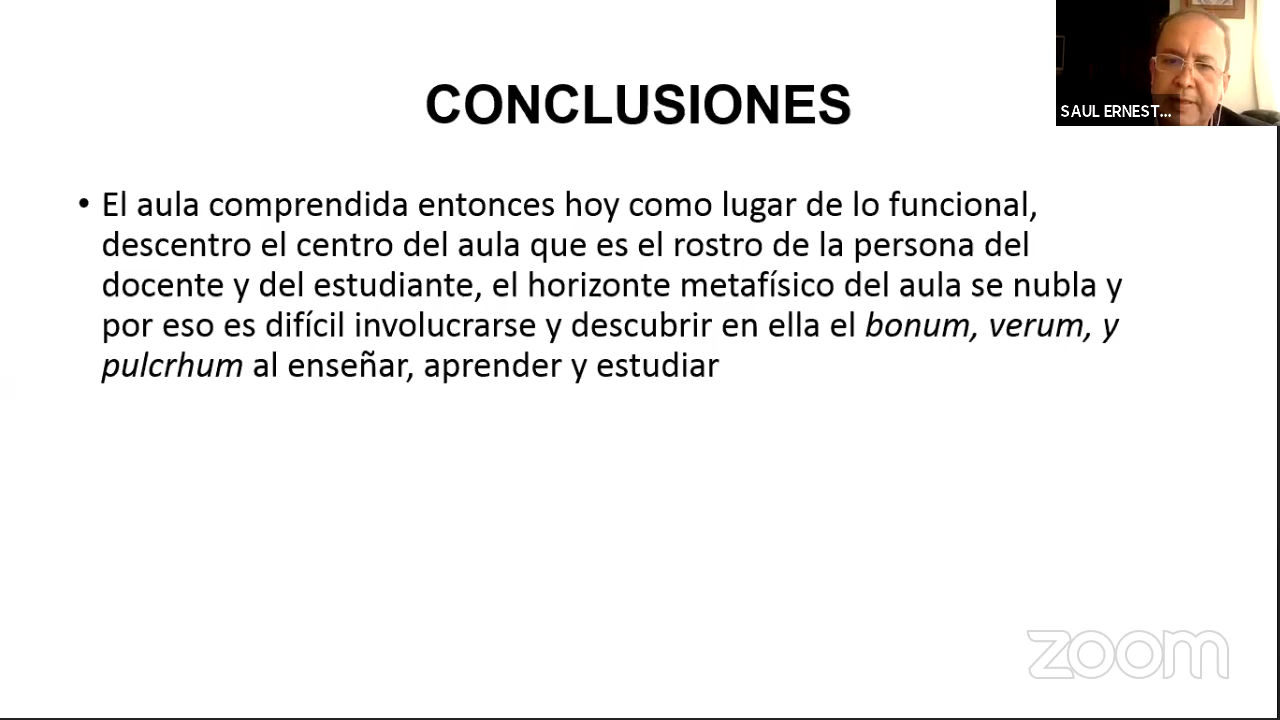 CONCLUSIONES
SAUL ERNEST...
• El aula comprendida entonces hoy como lugar de lo funcional,
descentro el centro del aula que es el rostro de la persona del
docente y del estudiante, el horizonte metafísico del aula se nubla y
por eso es difícil involucrarse y descubrir en ella el bonum, verum, y
pulcrhum al enseñar, aprender y estudiar
zoom